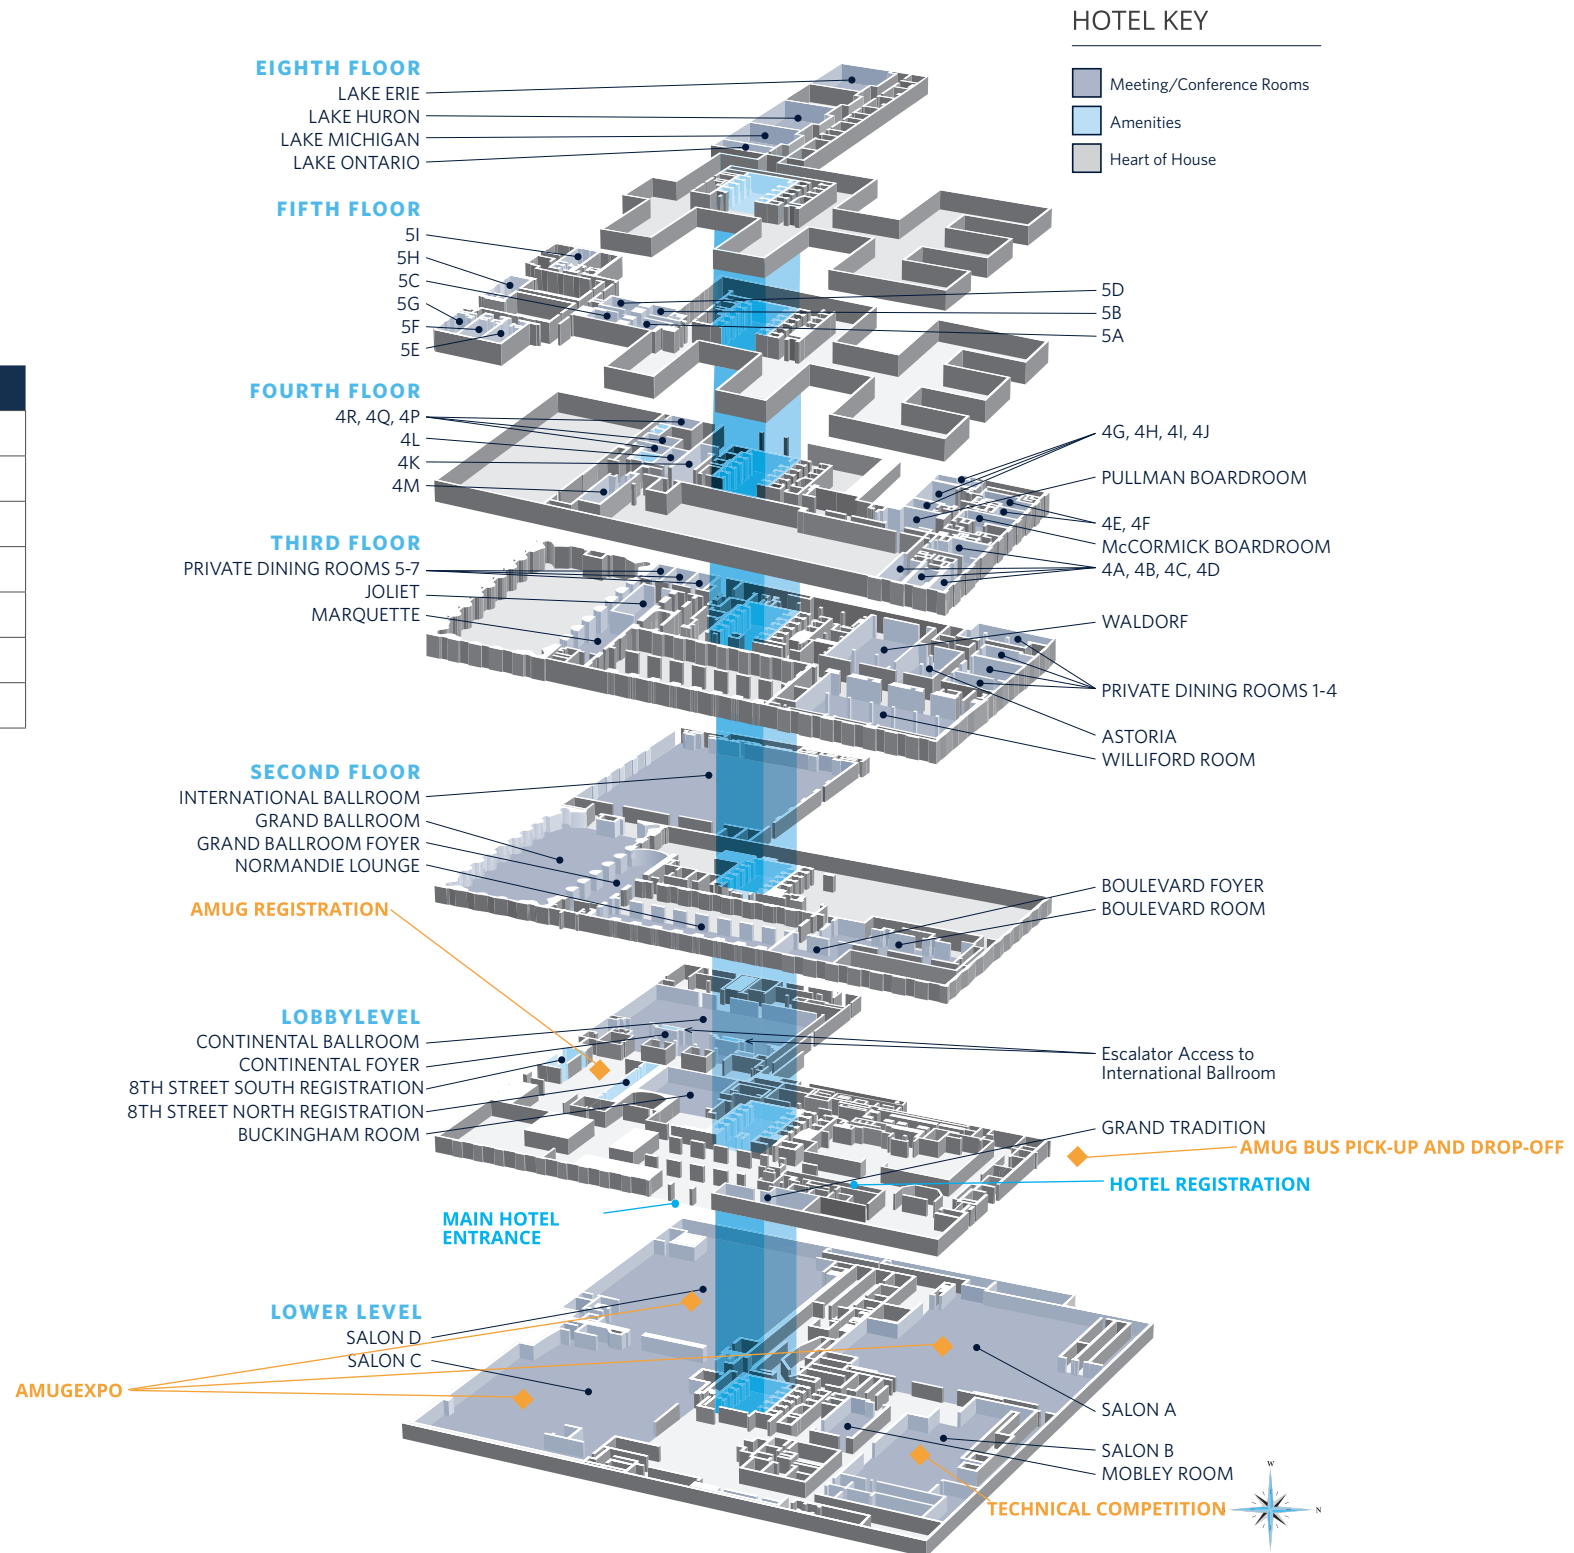 HOTEL KEY
Meeting/Conference Rooms
Amenities
Heart of House
EIGHTH FLOOR
LAKE ERIE
LAKE HURON
LAKE MICHIGAN
LAKE ONTARIO
FIFTH FLOOR
5I
5H
5C
5G
5F
5E
5D
5B
5A
FOURTH FLOOR
4R, 4Q, 4P
4L
4K
4M
4G, 4H, 4I, 4J
PULLMAN BOARDROOM
4E, 4F
McCORMICK BOARDROOM
4A, 4B, 4C, 4D
THIRD FLOOR
PRIVATE DINING ROOMS 5-7
JOLIET
MARQUETTE
WALDORF
PRIVATE DINING ROOMS 1-4
ASTORIA
WILLIFORD ROOM
SECOND FLOOR
INTERNATIONAL BALLROOM
GRAND BALLROOM
GRAND BALLROOM FOYER
NORMANDIE LOUNGE
BOULEVARD FOYER
BOULEVARD ROOM
AMUG REGISTRATION
LOBBYLEVEL
CONTINENTAL BALLROOM
CONTINENTAL FOYER
8TH STREET SOUTH REGISTRATION
8TH STREET NORTH REGISTRATION
BUCKINGHAM ROOM
Escalator Access to
International Ballroom
GRAND TRADITION
AMUG BUS PICK-UP AND DROP-OFF
HOTEL REGISTRATION
MAIN HOTEL
ENTRANCE
LOWER LEVEL
SALON D
SALON C
AMUGEXPO
SALON A
SALON B
MOBLEY ROOM
TECHNICAL COMPETITION
W
N